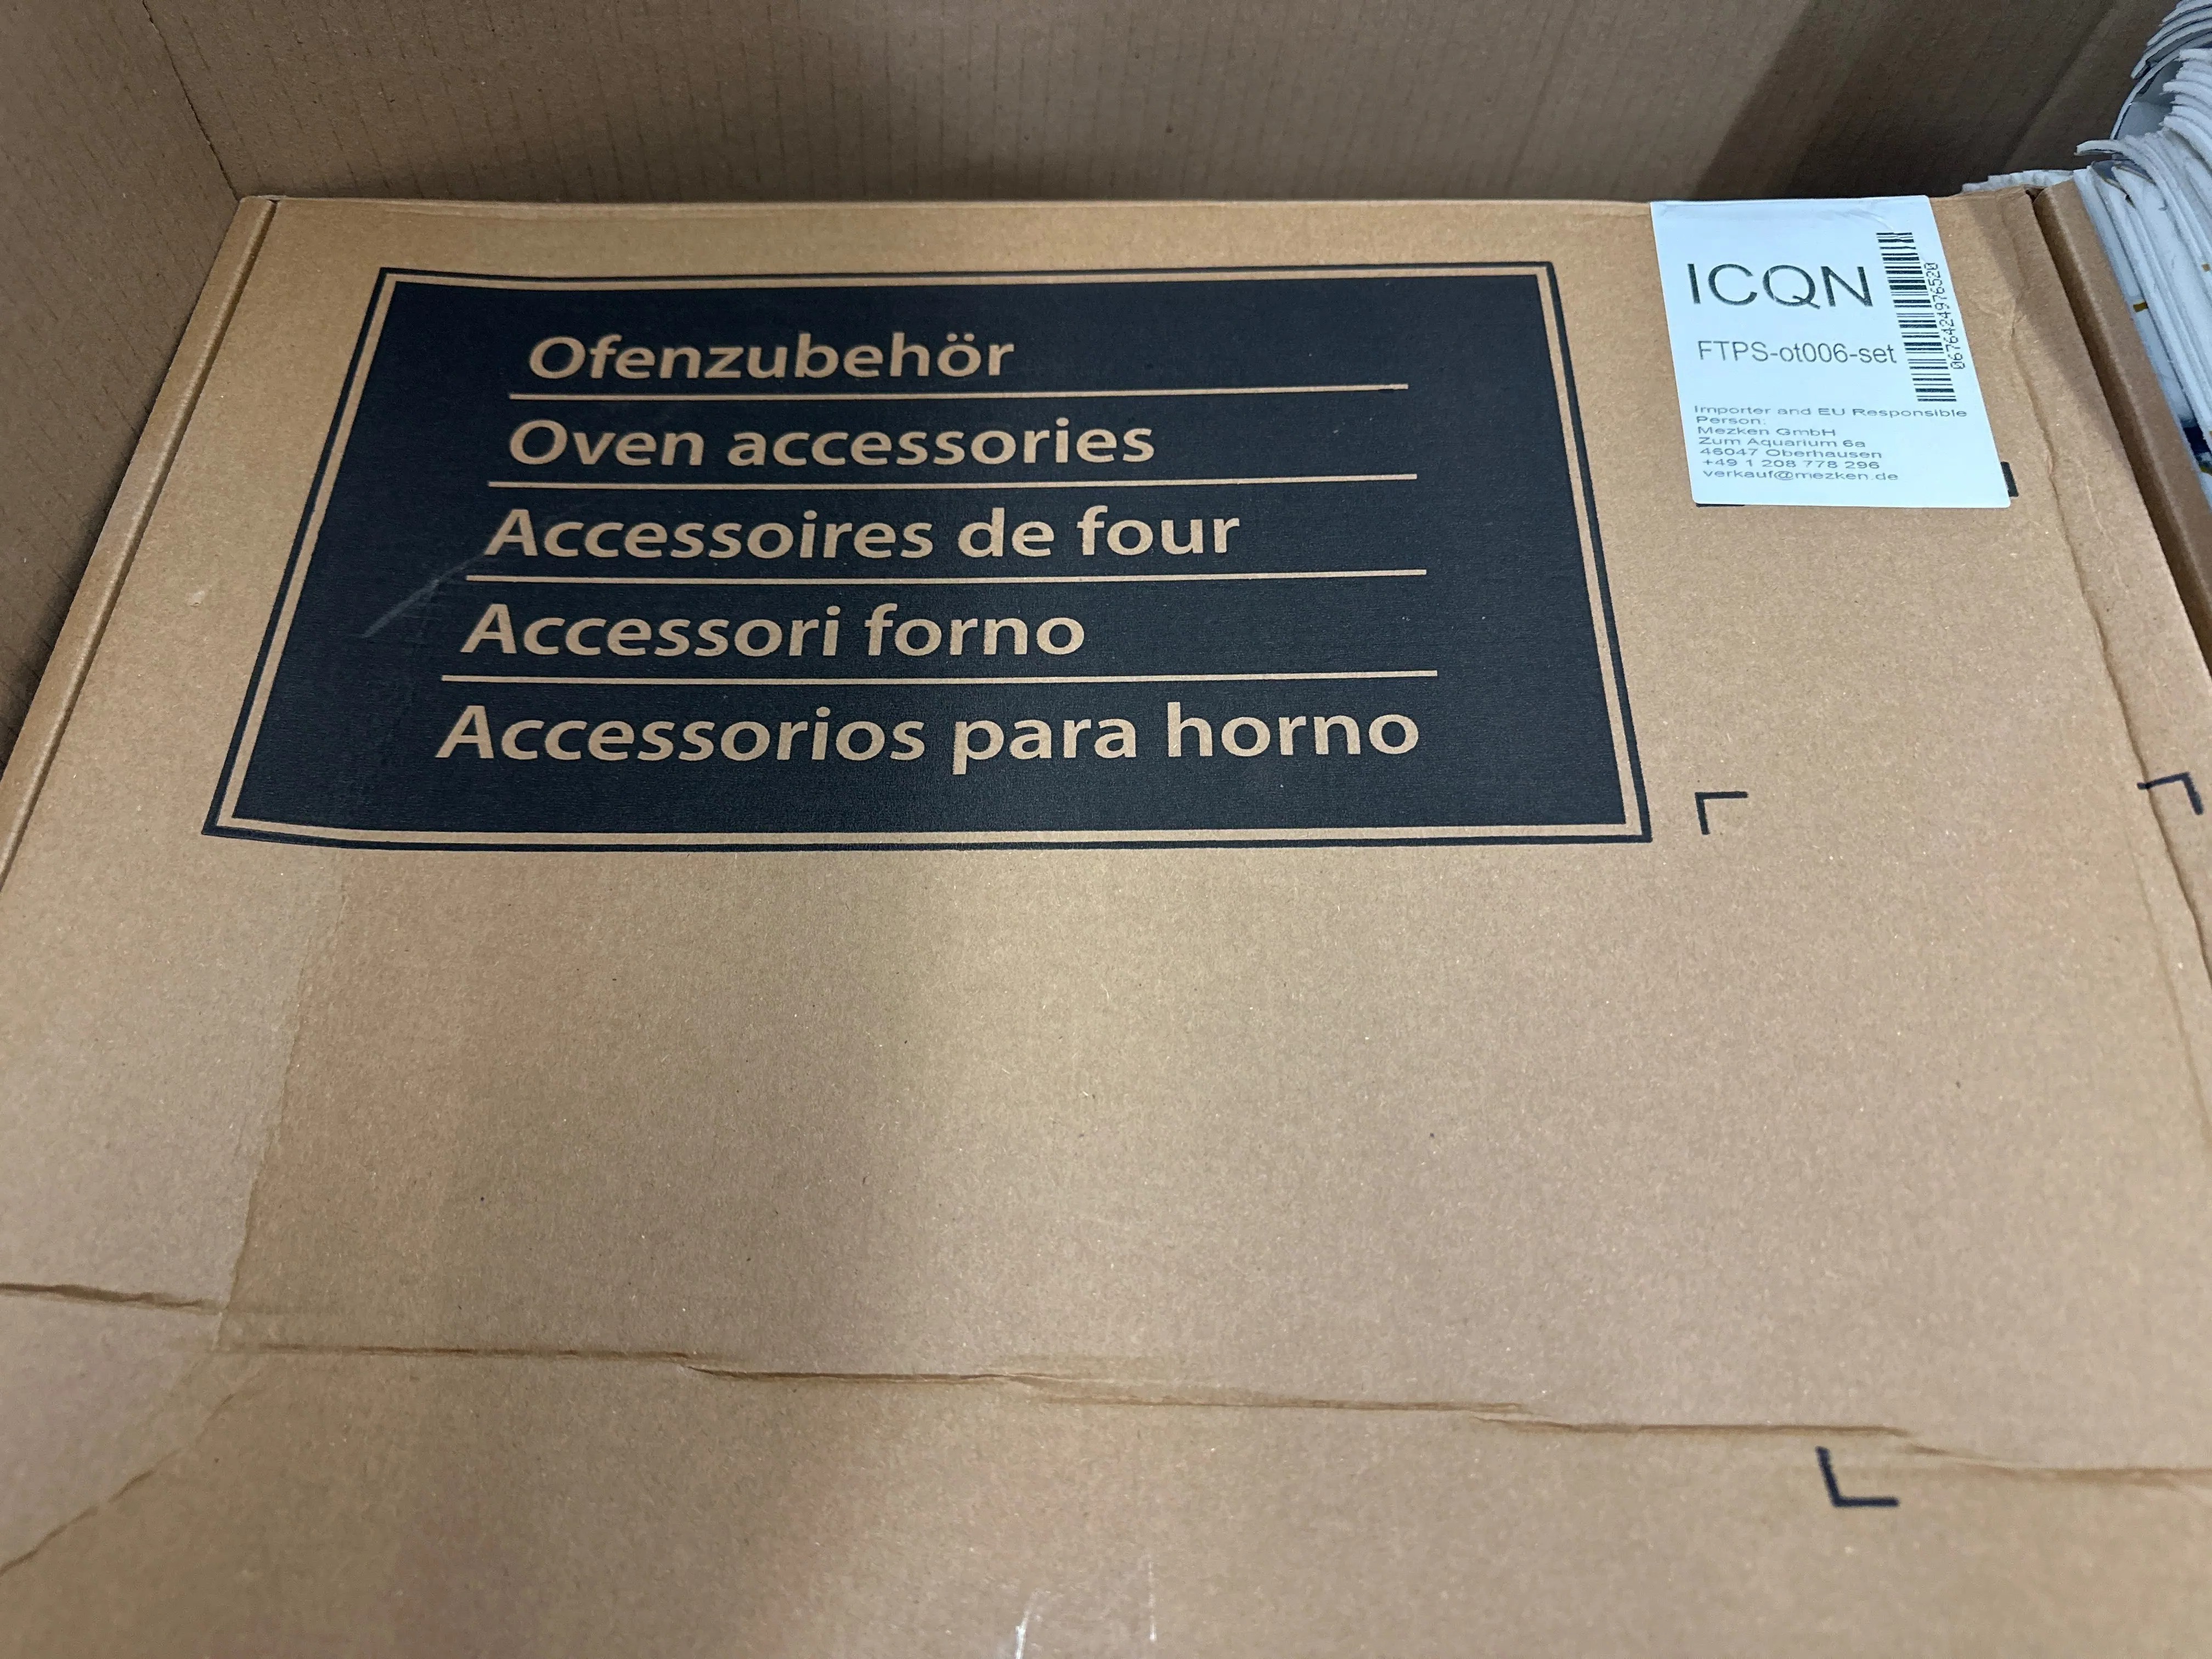 Ofenzubehör
Oven accessories
Accessoires de four
Accessori forno
Accessorios para horno
ICQN
FTPS-ot006-set
0676424976520
Importer and EU Responsible
Person:
Mezken GmbH
Zum Aquarium 6a
46047 Oberhausen
+49 1 208 778 296
verkauf@mezken.de